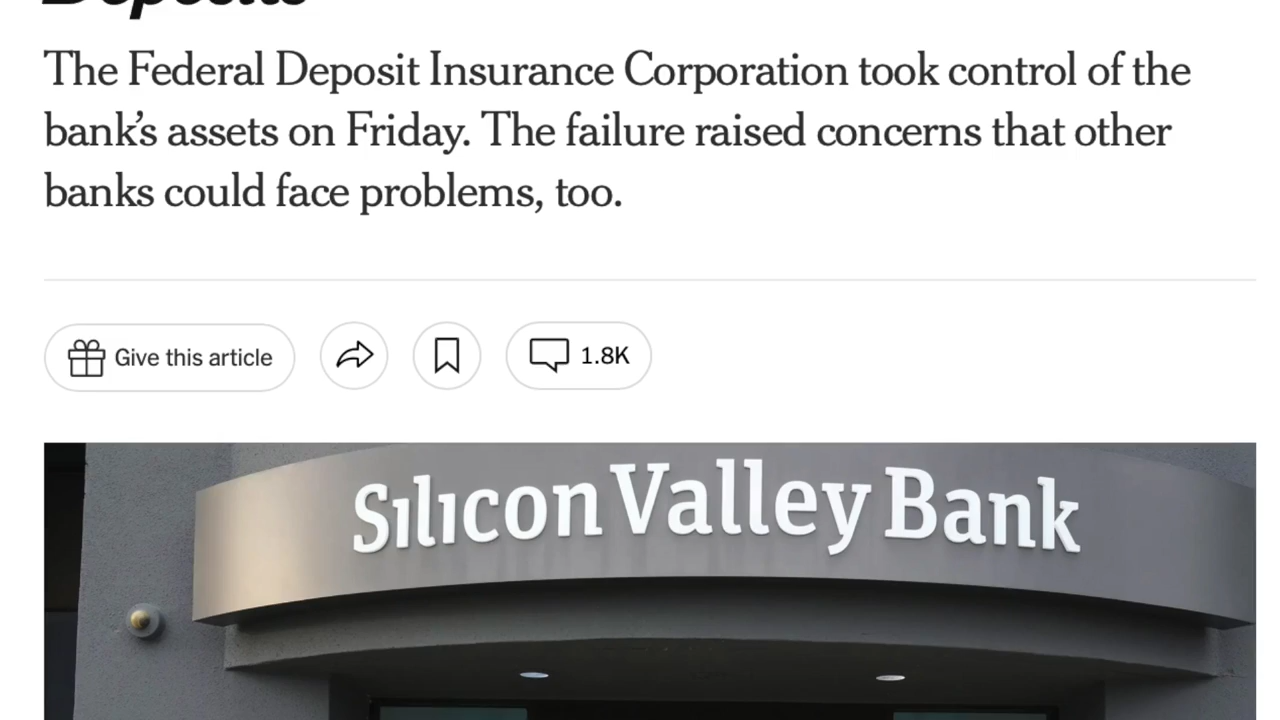 Deposits
The Federal Deposit Insurance Corporation took control of the
bank’s assets on Friday. The failure raised concerns that other
banks could face problems, too.
Give this article
1.8K
Silicon Valley Bank